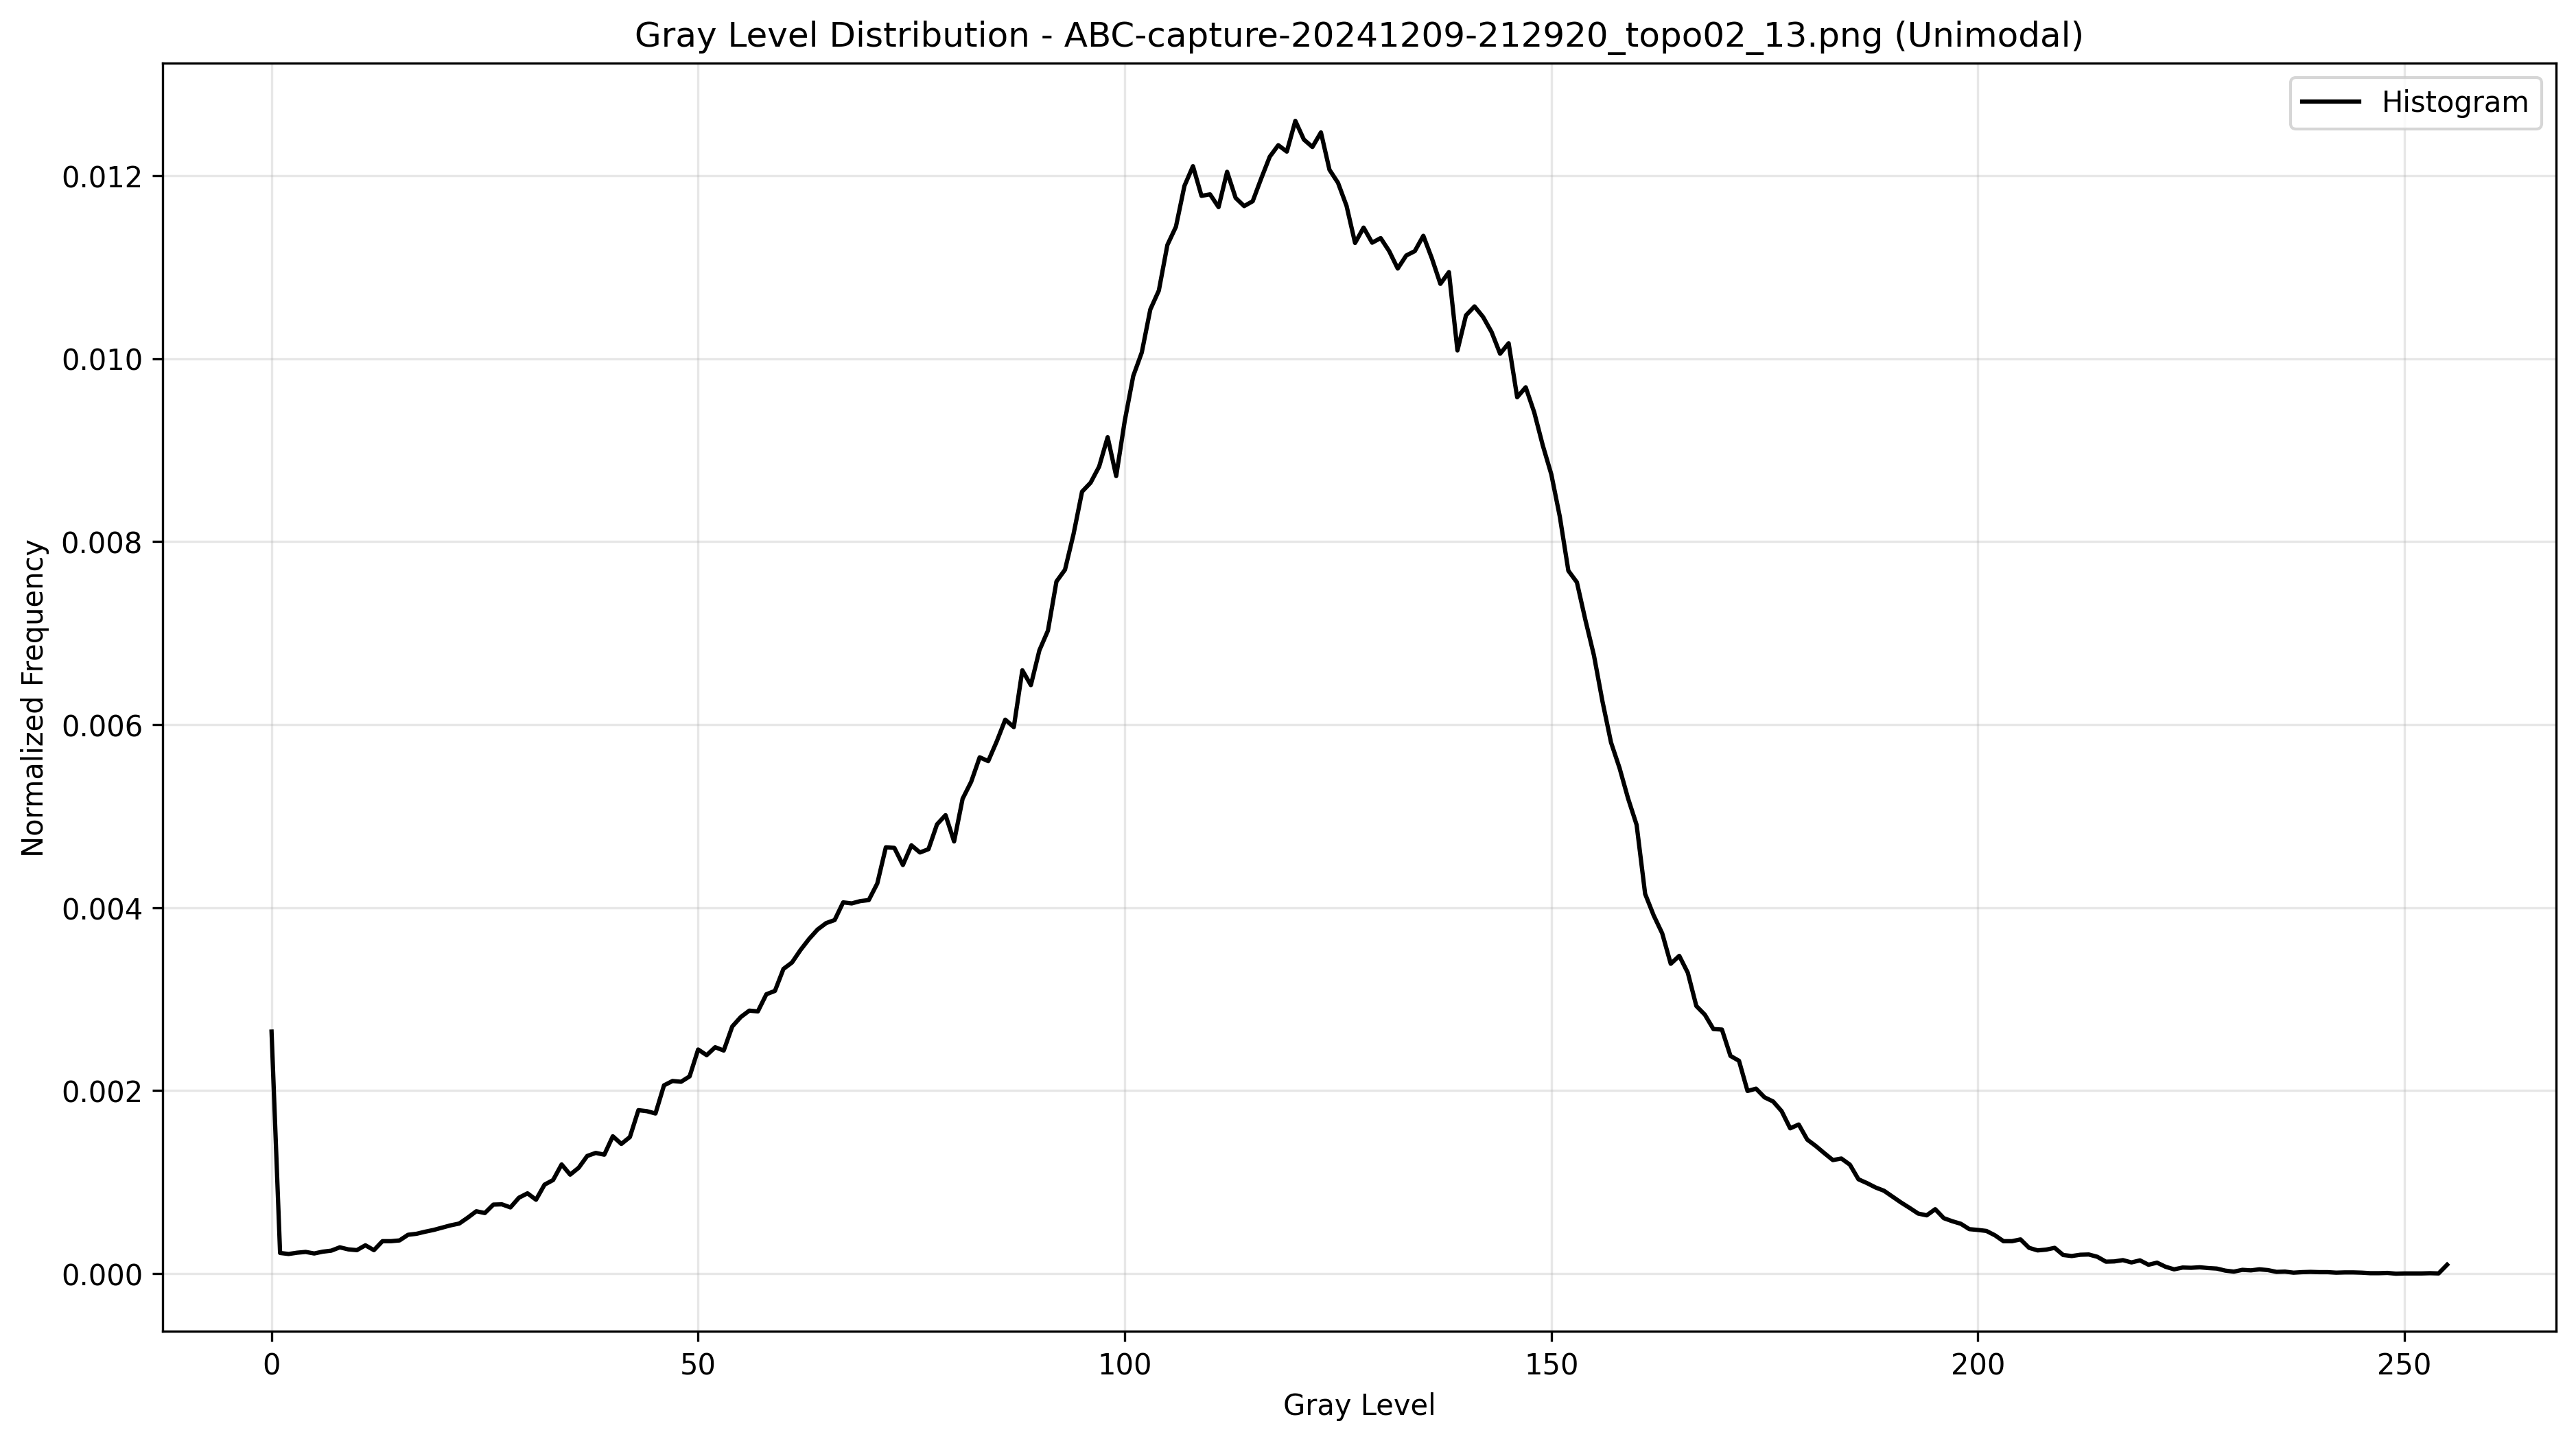 Gray Level Distribution - ABC-capture-20241209-212920_topo02_13.png (Unimodal)
Histogram
0.012
0.010
0.008
0.006
0.004
0.002
0.000
Normalized Frequency
0 50 100 150 200 250
Gray Level